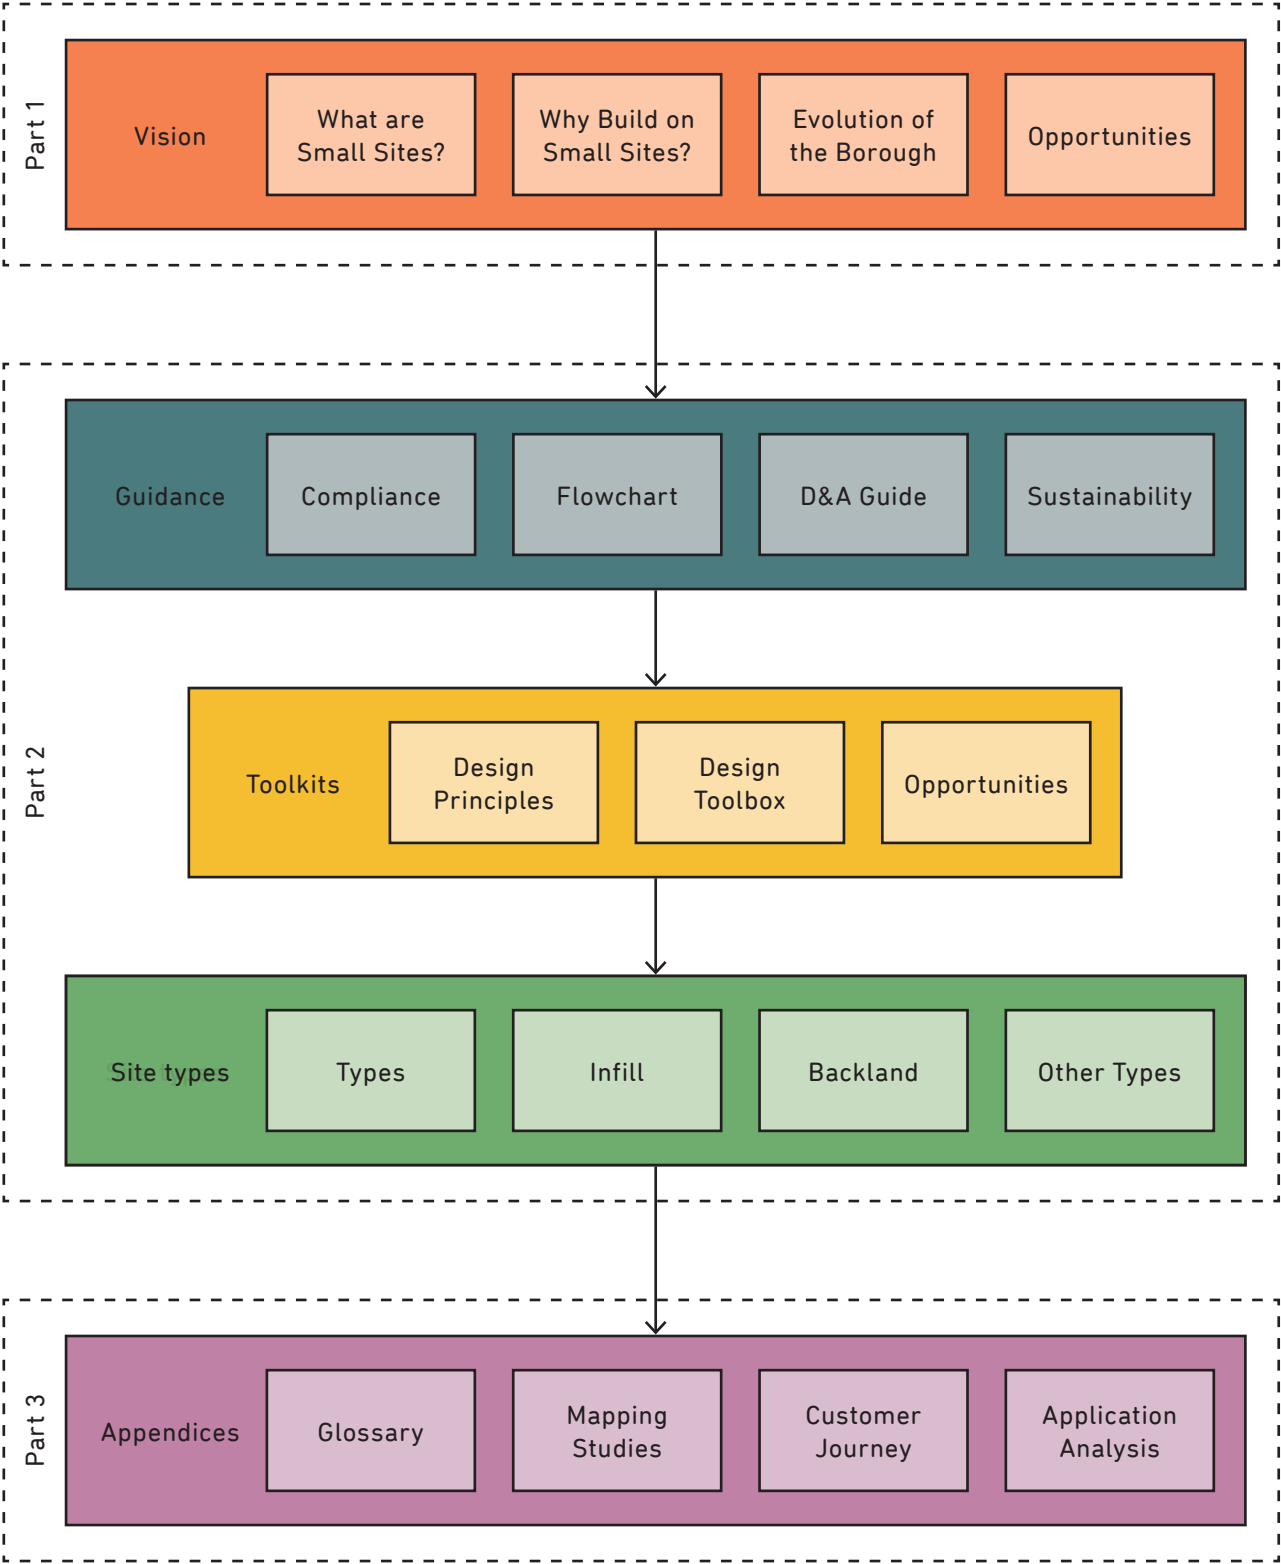 Part 1
Vision
What are
Small Sites?
Why Build on
Small Sites?
Evolution of
the Borough
Opportunities
Part 2
Guidance
Compliance
Flowchart
D&A Guide
Sustainability
Toolkits
Design
Principles
Design
Toolbox
Opportunities
Site types
Types
Infill
Backland
Other Types
Part 3
Appendices
Glossary
Mapping
Studies
Customer
Journey
Application
Analysis